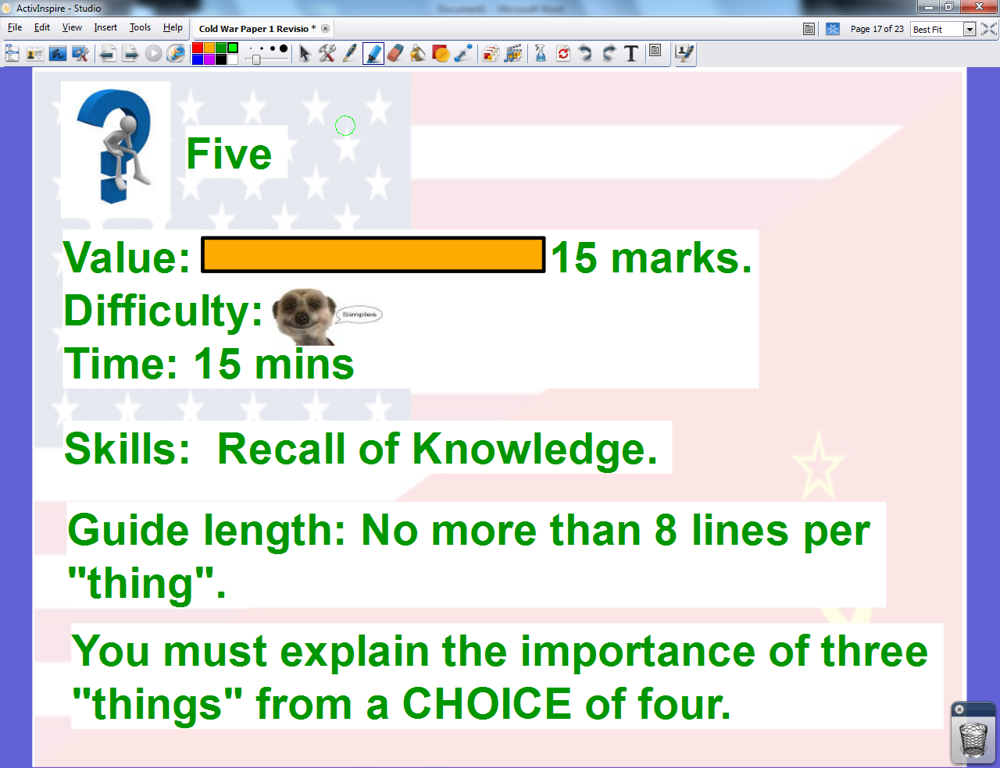 ActivInspire - Studio
File Edit View Insert Tools Help
Cold War Paper 1 Revisio *
Page 17 of 23
Best Fit
Five
Value: 15 marks.
Difficulty:
Simples
Time: 15 mins
Skills: Recall of Knowledge.
Guide length: No more than 8 lines per
"thing".
You must explain the importance of three
"things" from a CHOICE of four.